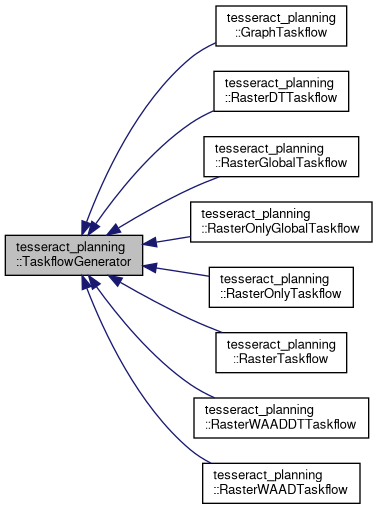 tesseract_planning
::GraphTaskflow
tesseract_planning
::RasterDTTaskflow
tesseract_planning
::RasterGlobalTaskflow
tesseract_planning
::RasterOnlyGlobalTaskflow
tesseract_planning
::TaskflowGenerator
tesseract_planning
::RasterOnlyTaskflow
tesseract_planning
::RasterTaskflow
tesseract_planning
::RasterWAADDTTaskflow
tesseract_planning
::RasterWAADTaskflow